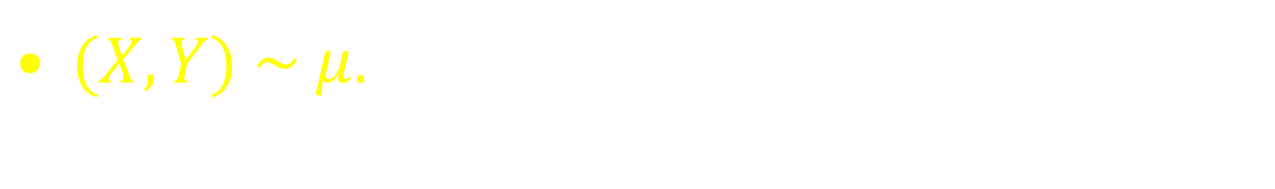 • (X, Y) ~ μ.